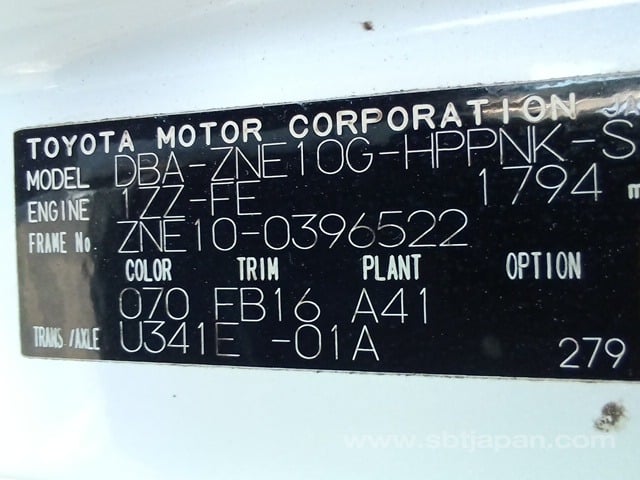 TOYOTA MOTOR CORPORATION
MODEL DBA-ZNE10G-HPPNK-S
ENGINE 1ZZ-FE 1794
FRAME No. ZNE10-0396522
COLOR TRIM PLANT OPTION
070 FB16 A41
TRANS./AXLE U341E -01A
279
www.sbtjapan.com/